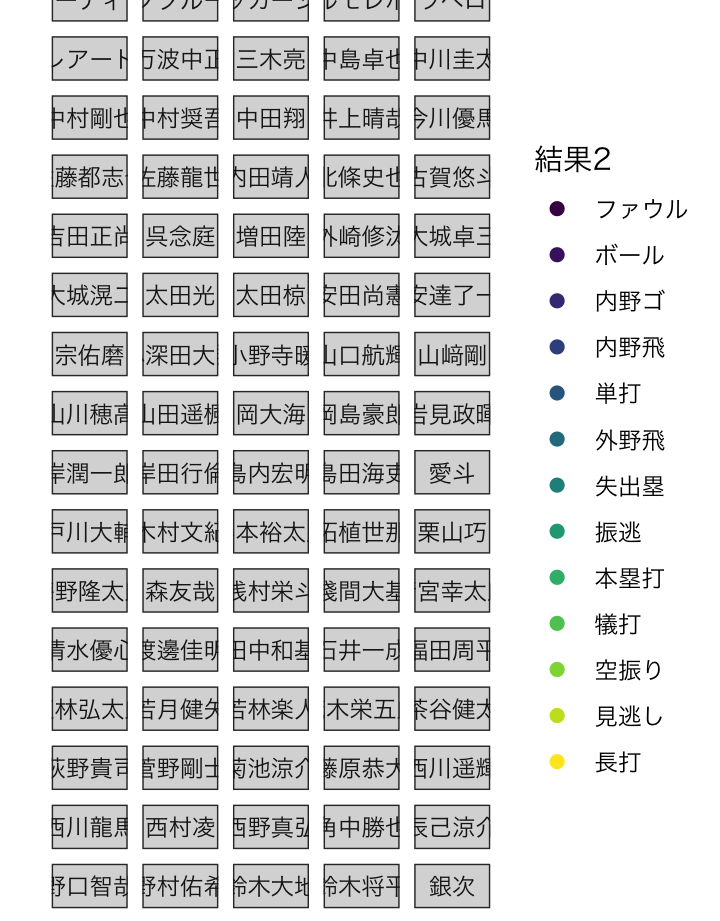 アート 万波中正 三木亮 中島卓也 中川圭太
中村剛也 中村奨吾 中田翔 井上晴哉 今川優馬
藤都志 佐藤龍世 内田靖人 北條史也 古賀悠斗
吉田正尚 呉念庭 増田陸 外崎修汰 大城卓三
大城滉二 太田光 太田椋 安田尚憲 安達了一
宗佑磨 深田大 小野寺暖 山口航輝 山﨑剛
山川穂高 山田遥楓 岡大海 岡島豪郎 岩見政暉
岸潤一郎 岸田行倫 島内宏明 島田海吏 愛斗
戸川大輔 木村文紀 本裕太 柘植世那 栗山巧
野隆太 森友哉 浅村栄斗 淺間大基 宮幸太
清水優心 渡邊佳明 田中和基 石井一成 福田周平
林弘太 若月健矢 若林楽人 木栄五 茶谷健太
荻野貴司 菅野剛士 菊池涼介 藤原恭大 西川遥輝
西川龍馬 西村凌 西野真弘 角中勝也 辰己涼介
野口智哉 野村佑希 鈴木大地 鈴木将平 銀次
結果2
ファウル
ボール
内野ゴ
内野飛
単打
外野飛
失出塁
振逃
本塁打
犠打
空振り
見逃し
長打